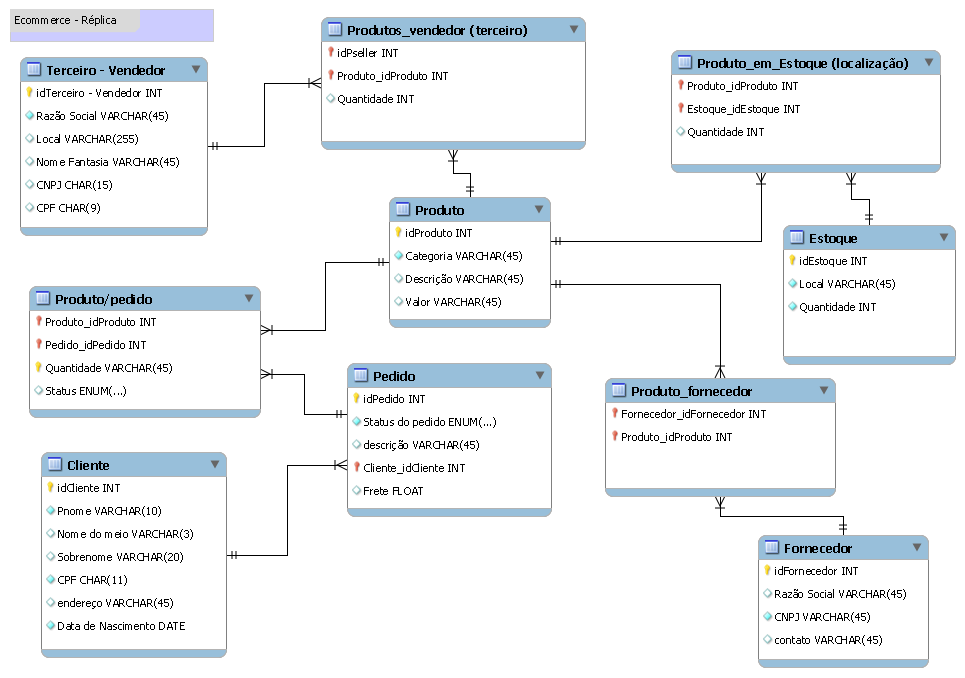 Ecommerce - Réplica
Terceiro - Vendedor
idTerceiro - Vendedor INT
Razão Social VARCHAR(45)
Local VARCHAR(255)
Nome Fantasia VARCHAR(45)
CNPJ CHAR(15)
CPF CHAR(9)
Produtos_vendedor (terceiro)
idPseller INT
Produto_idProduto INT
Quantidade INT
Produto_em_Estoque (localização)
Produto_idProduto INT
Estoque_idEstoque INT
Quantidade INT
Produto
idProduto INT
Categoria VARCHAR(45)
Descrição VARCHAR(45)
Valor VARCHAR(45)
Estoque
idEstoque INT
Local VARCHAR(45)
Quantidade INT
Produto/pedido
Produto_idProduto INT
Pedido_idPedido INT
Quantidade VARCHAR(45)
Status ENUM(...)
Pedido
idPedido INT
Status do pedido ENUM(...)
descrição VARCHAR(45)
Cliente_idCliente INT
Frete FLOAT
Produto_fornecedor
Fornecedor_idFornecedor INT
Produto_idProduto INT
Cliente
idCliente INT
Pnome VARCHAR(10)
Nome do meio VARCHAR(3)
Sobrenome VARCHAR(20)
CPF CHAR(11)
endereço VARCHAR(45)
Data de Nascimento DATE
Fornecedor
idFornecedor INT
Razão Social VARCHAR(45)
CNPJ VARCHAR(45)
contato VARCHAR(45)